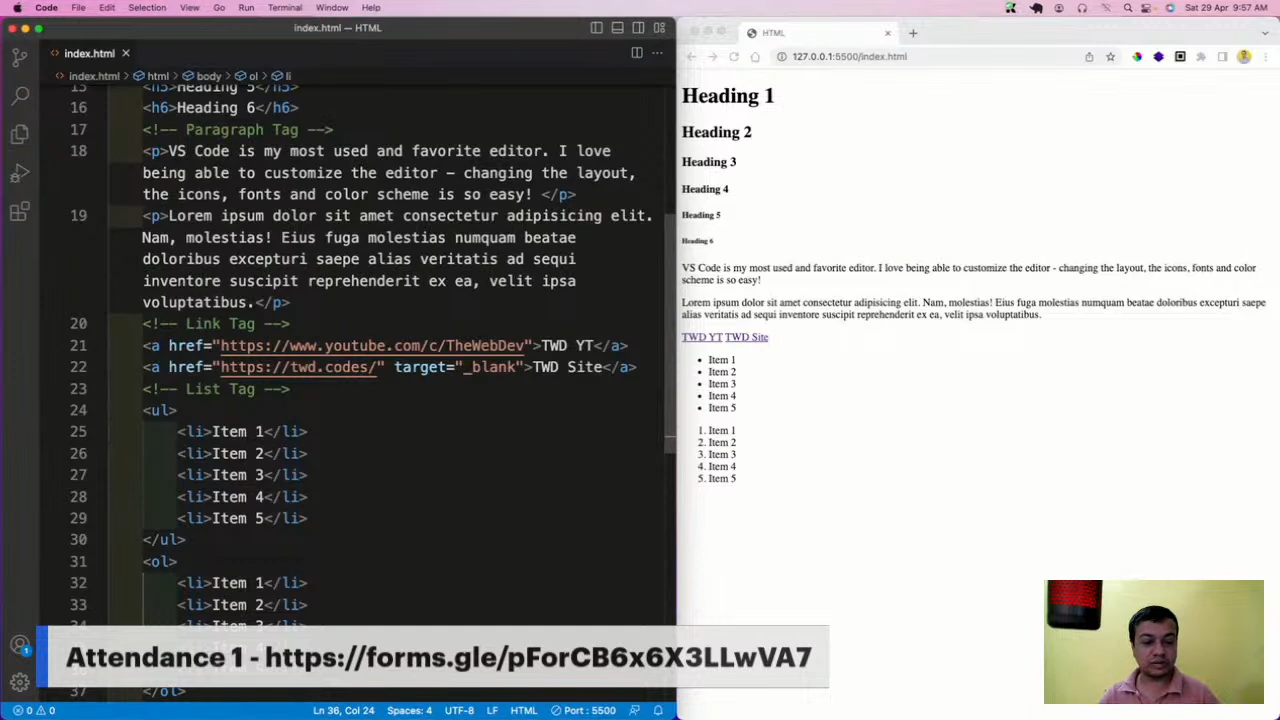 Code File Edit Selection View Go Run Terminal Window Help
Sat 29 Apr 9:57 AM
index.html — HTML
index.html
index.html > html > body > ol > li
15 <h5>Heading 5</h5>
16 <h6>Heading 6</h6>
17 <!-- Paragraph Tag -->
18 <p>VS Code is my most used and favorite editor. I love
being able to customize the editor - changing the layout,
the icons, fonts and color scheme is so easy! </p>
19 <p>Lorem ipsum dolor sit amet consectetur adipisicing elit.
Nam, molestias! Eius fuga molestias numquam beatae
doloribus excepturi saepe alias veritatis ad sequi
inventore suscipit reprehenderit ex ea, velit ipsa
voluptatibus.</p>
20 <!-- Link Tag -->
21 <a href="https://www.youtube.com/c/TheWebDev">TWD YT</a>
22 <a href="https://twd.codes/" target="_blank">TWD Site</a>
23 <!-- List Tag -->
24 <ul>
25 <li>Item 1</li>
26 <li>Item 2</li>
27 <li>Item 3</li>
28 <li>Item 4</li>
29 <li>Item 5</li>
30 </ul>
31 <ol>
32 <li>Item 1</li>
33 <li>Item 2</li>
37 </ol>
Attendance 1 - https://forms.gle/pForCB6x6X3LLwVA7
1
0 0 Ln 36, Col 24 Spaces: 4 UTF-8 LF HTML Port : 5500
HTML
127.0.0.1:5500/index.html
Heading 1
Heading 2
Heading 3
Heading 4
Heading 5
Heading 6
VS Code is my most used and favorite editor. I love being able to customize the editor - changing the layout, the icons, fonts and color
scheme is so easy!
Lorem ipsum dolor sit amet consectetur adipisicing elit. Nam, molestias! Eius fuga molestias numquam beatae doloribus excepturi saepe
alias veritatis ad sequi inventore suscipit reprehenderit ex ea, velit ipsa voluptatibus.
TWD YT TWD Site
• Item 1
• Item 2
• Item 3
• Item 4
• Item 5
1. Item 1
2. Item 2
3. Item 3
4. Item 4
5. Item 5